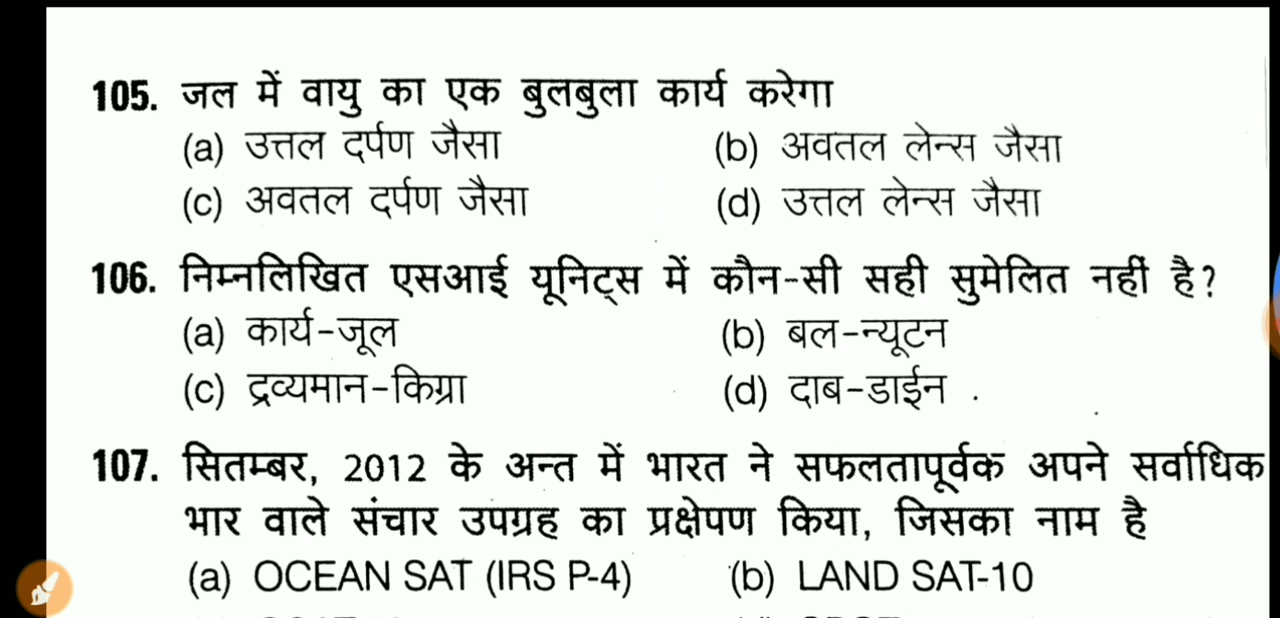 105. जल में वायु का एक बुलबुला कार्य करेगा
(a) उत्तल दर्पण जैसा (b) अवतल लेन्स जैसा
(c) अवतल दर्पण जैसा (d) उत्तल लेन्स जैसा
106. निम्नलिखित एसआई यूनिट्स में कौन-सी सही सुमेलित नहीं है?
(a) कार्य-जूल (b) बल-न्यूटन
(c) द्रव्यमान-किग्रा (d) दाब-डाईन
107. सितम्बर, 2012 के अन्त में भारत ने सफलतापूर्वक अपने सर्वाधिक
भार वाले संचार उपग्रह का प्रक्षेपण किया, जिसका नाम है
(a) OCEAN SAT (IRS P-4) (b) LAND SAT-10